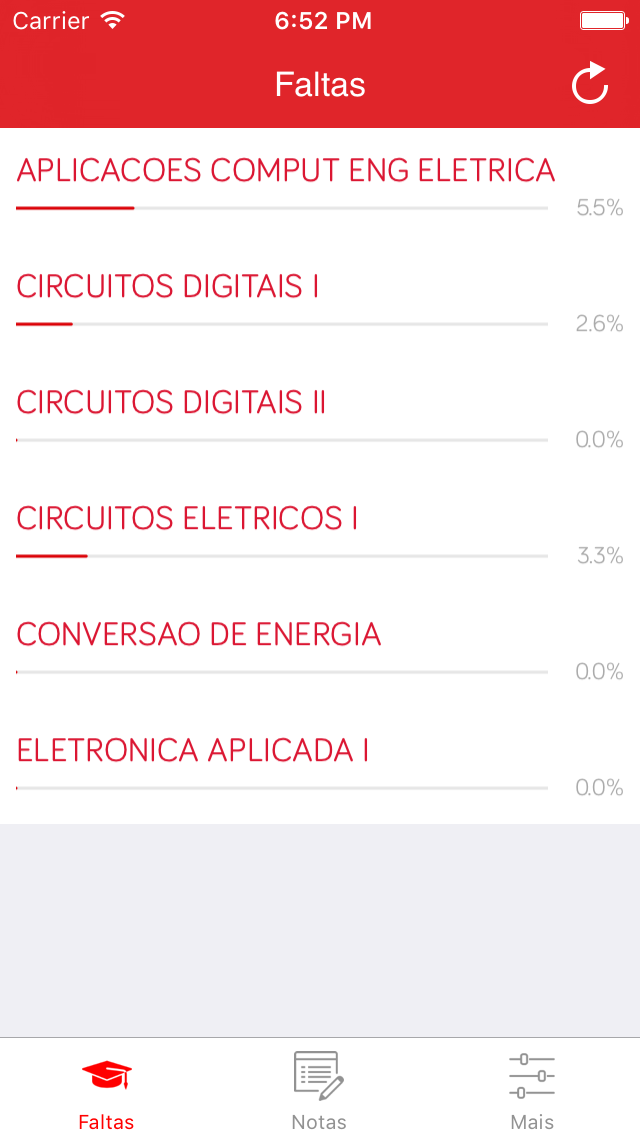 Carrier 6:52 PM
Faltas
APLICACOES COMPUT ENG ELETRICA
5.5%
CIRCUITOS DIGITAIS I
2.6%
CIRCUITOS DIGITAIS II
0.0%
CIRCUITOS ELETRICOS I
3.3%
CONVERSAO DE ENERGIA
0.0%
ELETRONICA APLICADA I
0.0%
Faltas Notas Mais